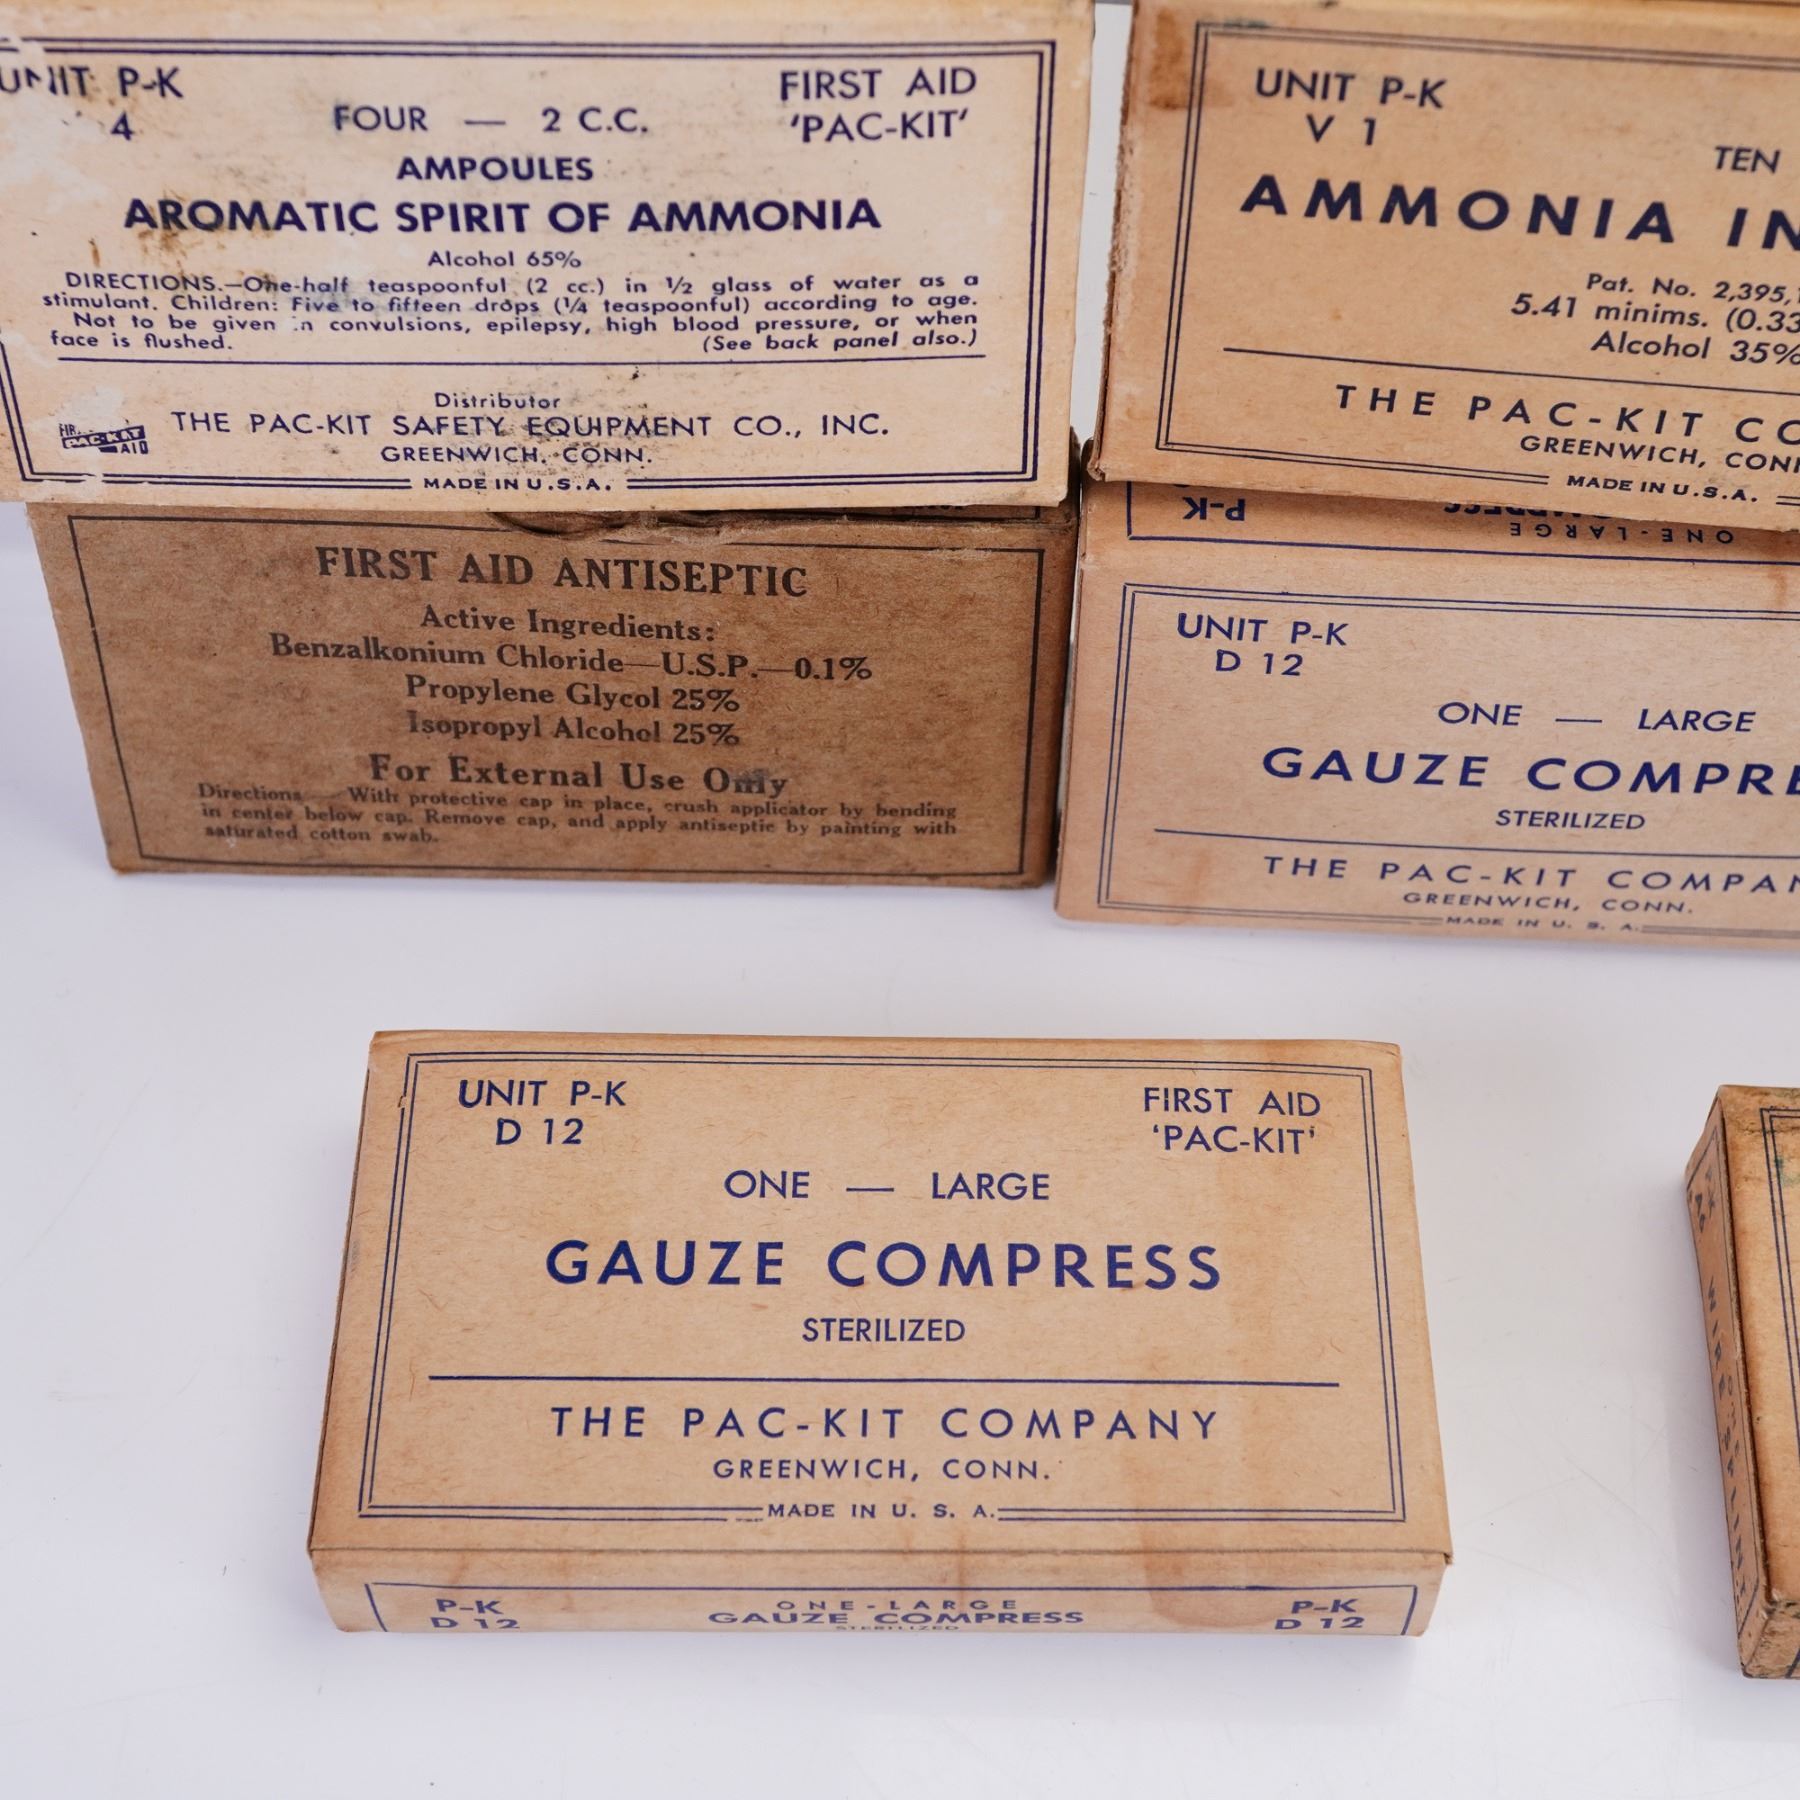 UNIT P-K
4
FIRST AID
'PAC-KIT'
FOUR — 2 C.C.
AMPOULES
AROMATIC SPIRIT OF AMMONIA
Alcohol 65%
DIRECTIONS.—One-half teaspoonful (2 cc.) in ½ glass of water as a
stimulant. Children: Five to fifteen drops (¼ teaspoonful) according to age.
Not to be given in convulsions, epilepsy, high blood pressure, or when
face is flushed. (See back panel also.)
Distributor
PAC-KIT
AID
THE PAC-KIT SAFETY EQUIPMENT CO., INC.
GREENWICH, CONN.
MADE IN U.S.A.
UNIT P-K
V 1
TEN
AMMONIA IN
Pat. No. 2,395,
5.41 minims. (0.33
Alcohol 35%
THE PAC-KIT CO
GREENWICH, CONN
MADE IN U.S.A.
FIRST AID ANTISEPTIC
Active Ingredients:
Benzalkonium Chloride—U.S.P.—0.1%
Propylene Glycol 25%
Isopropyl Alcohol 25%
For External Use Only
Directions — With protective cap in place, crush applicator by bending
in center below cap. Remove cap, and apply antiseptic by painting with
saturated cotton swab.
P-K
ONE-LARGE
UNIT P-K
D 12
ONE — LARGE
GAUZE COMPRE
STERILIZED
THE PAC-KIT COMPAN
GREENWICH, CONN.
MADE IN U. S. A.
UNIT P-K
D 12
FIRST AID
'PAC-KIT'
ONE — LARGE
GAUZE COMPRESS
STERILIZED
THE PAC-KIT COMPANY
GREENWICH, CONN.
MADE IN U. S. A.
P-K
D 12
ONE-LARGE
GAUZE COMPRESS
STERILIZED
P-K
D 12
WIRE SPLINT